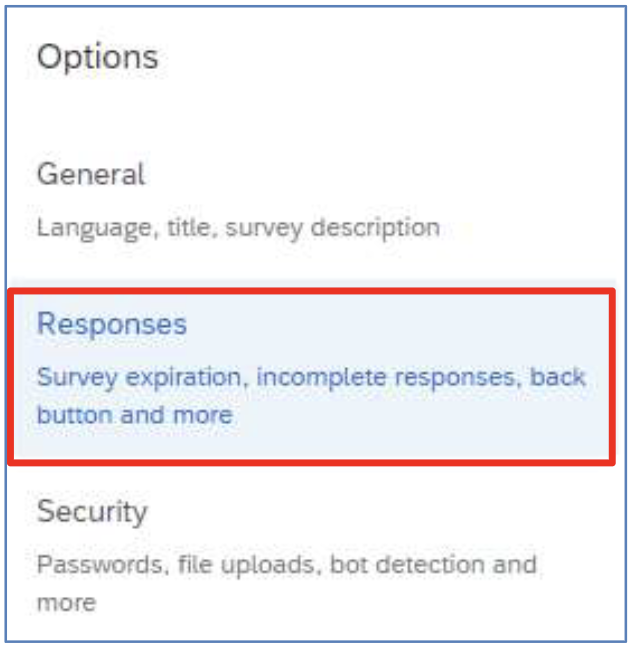 Options
General
Language, title, survey description
Responses
Survey expiration, incomplete responses, back
button and more
Security
Passwords, file uploads, bot detection and
more